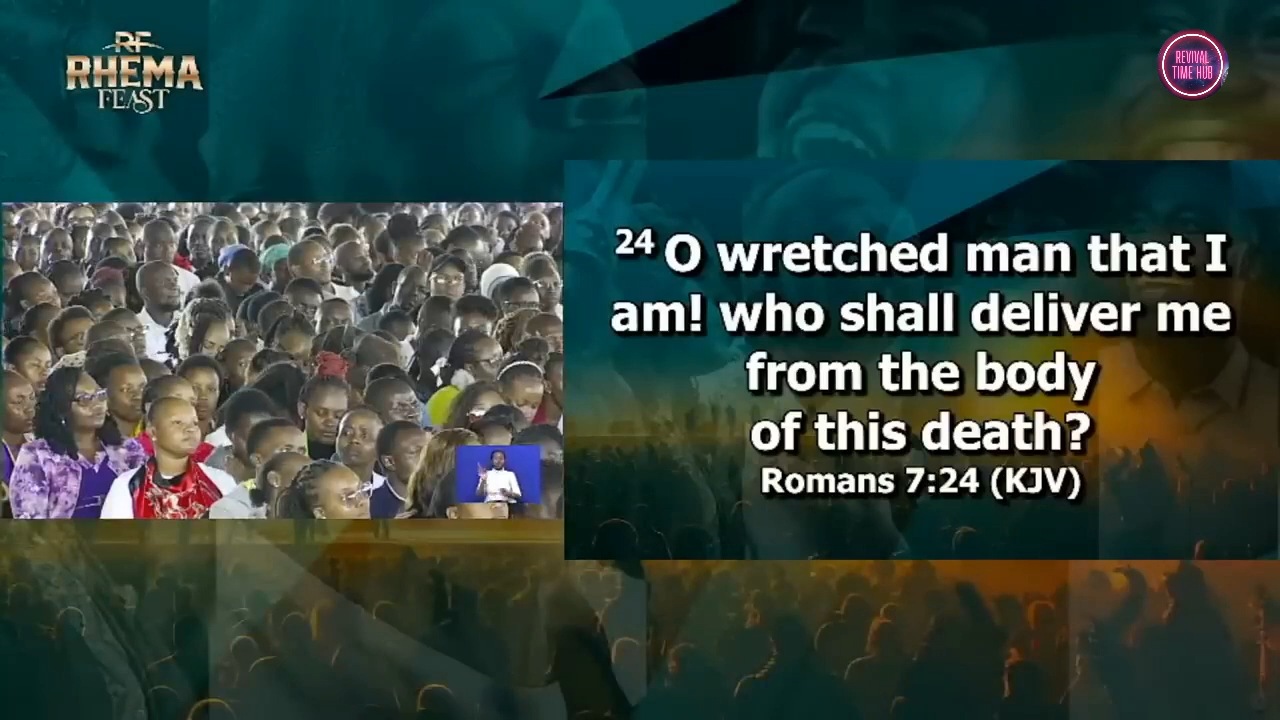 RF
RHEMA
FEAST
REVIVAL
TIME HUB
24 O wretched man that I
am! who shall deliver me
from the body
of this death?
Romans 7:24 (KJV)